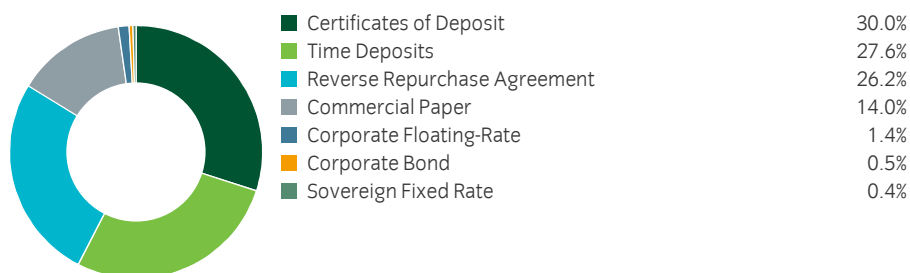 Certificates of Deposit 30.0%
Time Deposits 27.6%
Reverse Repurchase Agreement 26.2%
Commercial Paper 14.0%
Corporate Floating-Rate 1.4%
Corporate Bond 0.5%
Sovereign Fixed Rate 0.4%